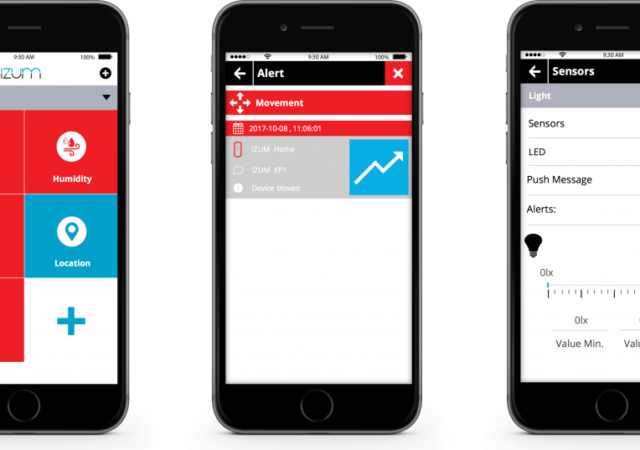 9:30 AM
100%
IZUM
Humidity
Location
9:30 AM
100%
Alert
Movement
2017-10-08 , 11:06:01
IZUM Home
IZUM EP1
Device Moved
9:30 AM
Sensors
Light
Sensors
LED
Push Message
Alerts:
0lx
0lx
Value Min.